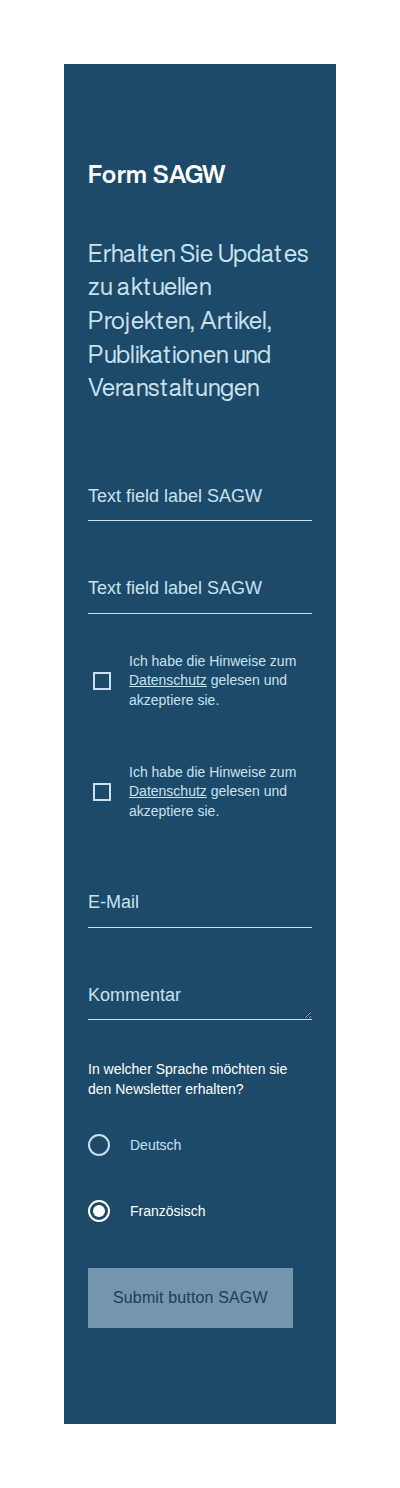 Form SAGW
Erhalten Sie Updates
zu aktuellen
Projekten, Artikel,
Publikationen und
Veranstaltungen
Text field label SAGW
Text field label SAGW
Ich habe die Hinweise zum
Datenschutz gelesen und
akzeptiere sie.
Ich habe die Hinweise zum
Datenschutz gelesen und
akzeptiere sie.
E-Mail
Kommentar
In welcher Sprache möchten sie
den Newsletter erhalten?
Deutsch
Französisch
Submit button SAGW